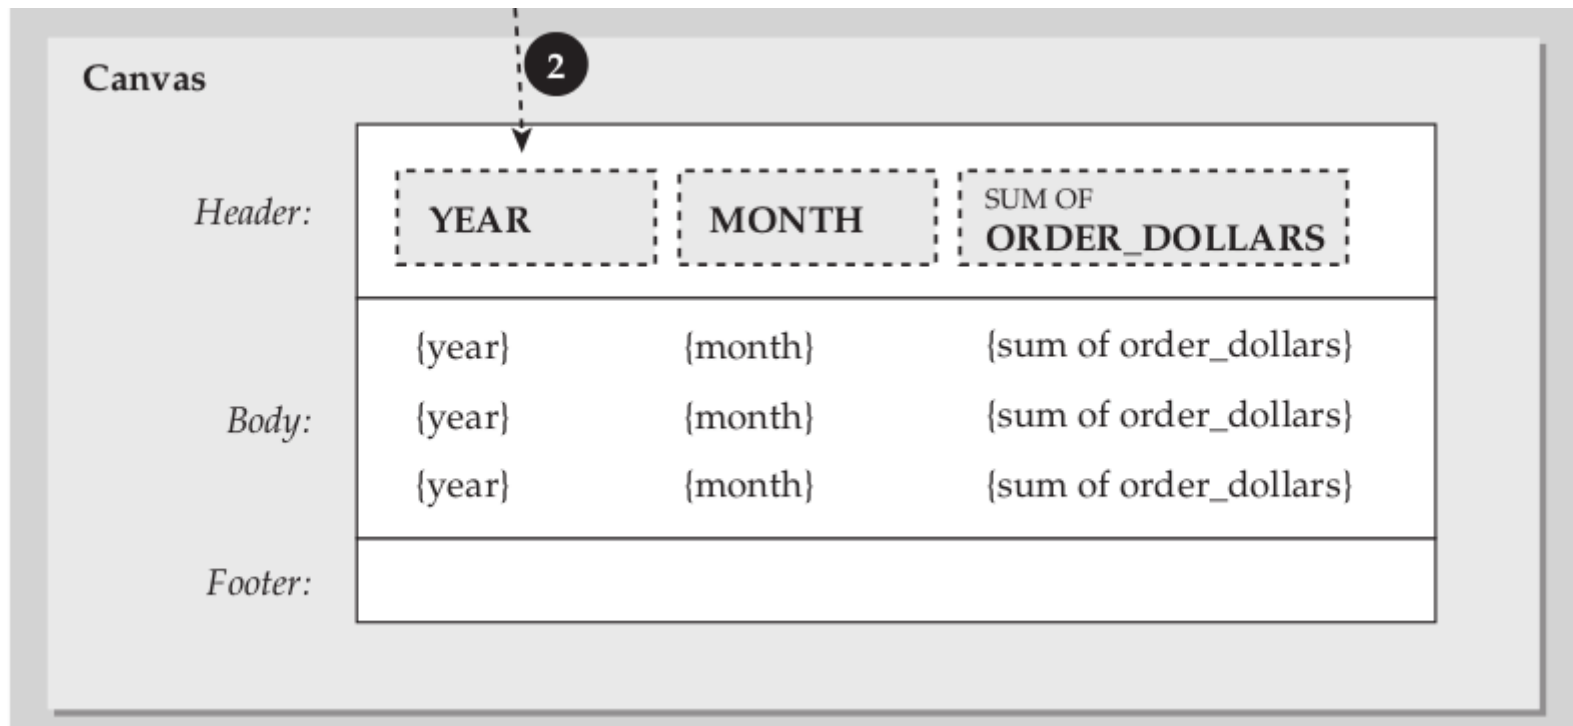 2
Canvas
Header:
YEAR
MONTH
SUM OF
ORDER_DOLLARS
Body:
{year} {month} {sum of order_dollars}
{year} {month} {sum of order_dollars}
{year} {month} {sum of order_dollars}
Footer: